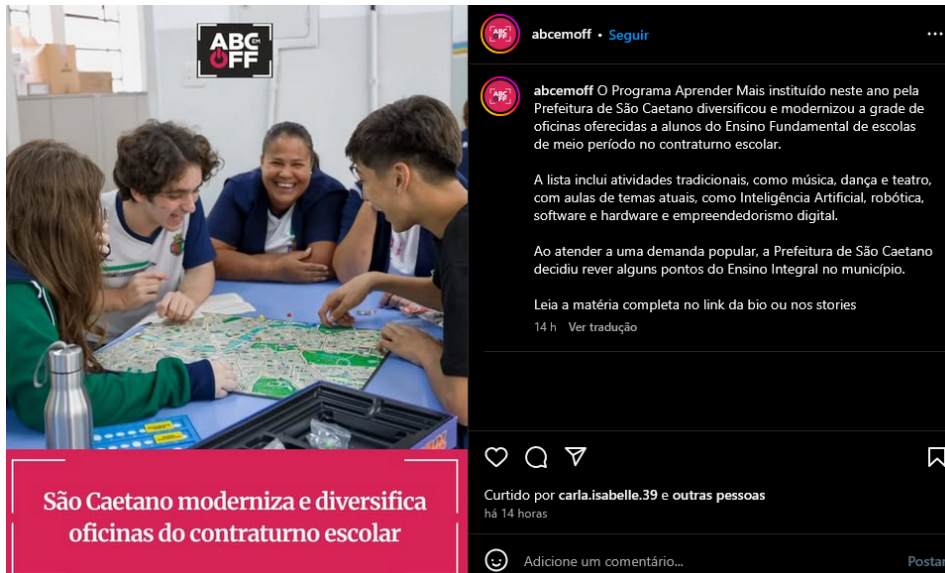 ABC
EM
OFF
São Caetano moderniza e diversifica
oficinas do contraturno escolar
abcemoff • Seguir
abcemoff O Programa Aprender Mais instituído neste ano pela
Prefeitura de São Caetano diversificou e modernizou a grade de
oficinas oferecidas a alunos do Ensino Fundamental de escolas
de meio período no contraturno escolar.
A lista inclui atividades tradicionais, como música, dança e teatro,
com aulas de temas atuais, como Inteligência Artificial, robótica,
software e hardware e empreendedorismo digital.
Ao atender a uma demanda popular, a Prefeitura de São Caetano
decidiu rever alguns pontos do Ensino Integral no município.
Leia a matéria completa no link da bio ou nos stories
14 h Ver tradução
Curtido por carla.isabelle.39 e outras pessoas
há 14 horas
Adicione um comentário...
Postar